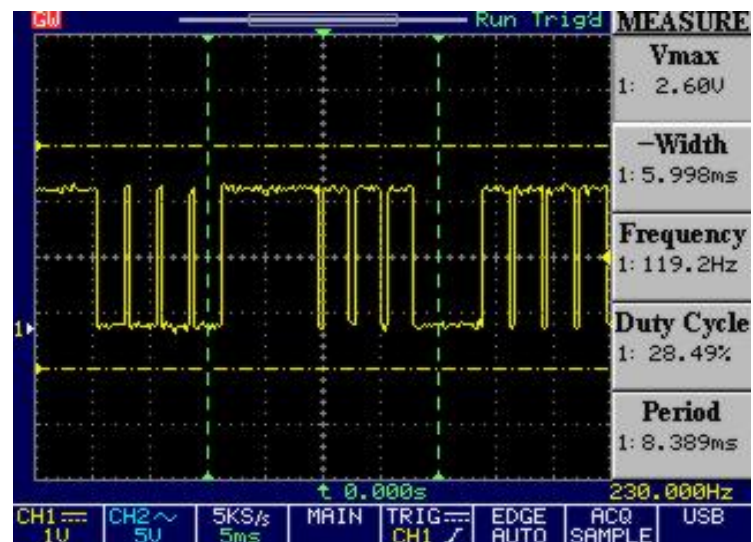 GW Run Trig'd MEASURE
Vmax
1: 2.60V
−Width
1: 5.998ms
Frequency
1: 119.2Hz
Duty Cycle
1: 28.49%
Period
1: 8.389ms
1
0.000s 230.000Hz
CH1 CH2 5KS/s MAIN TRIG EDGE ACQ USB
1V 5V 5ms CH1 AUTO SAMPLE